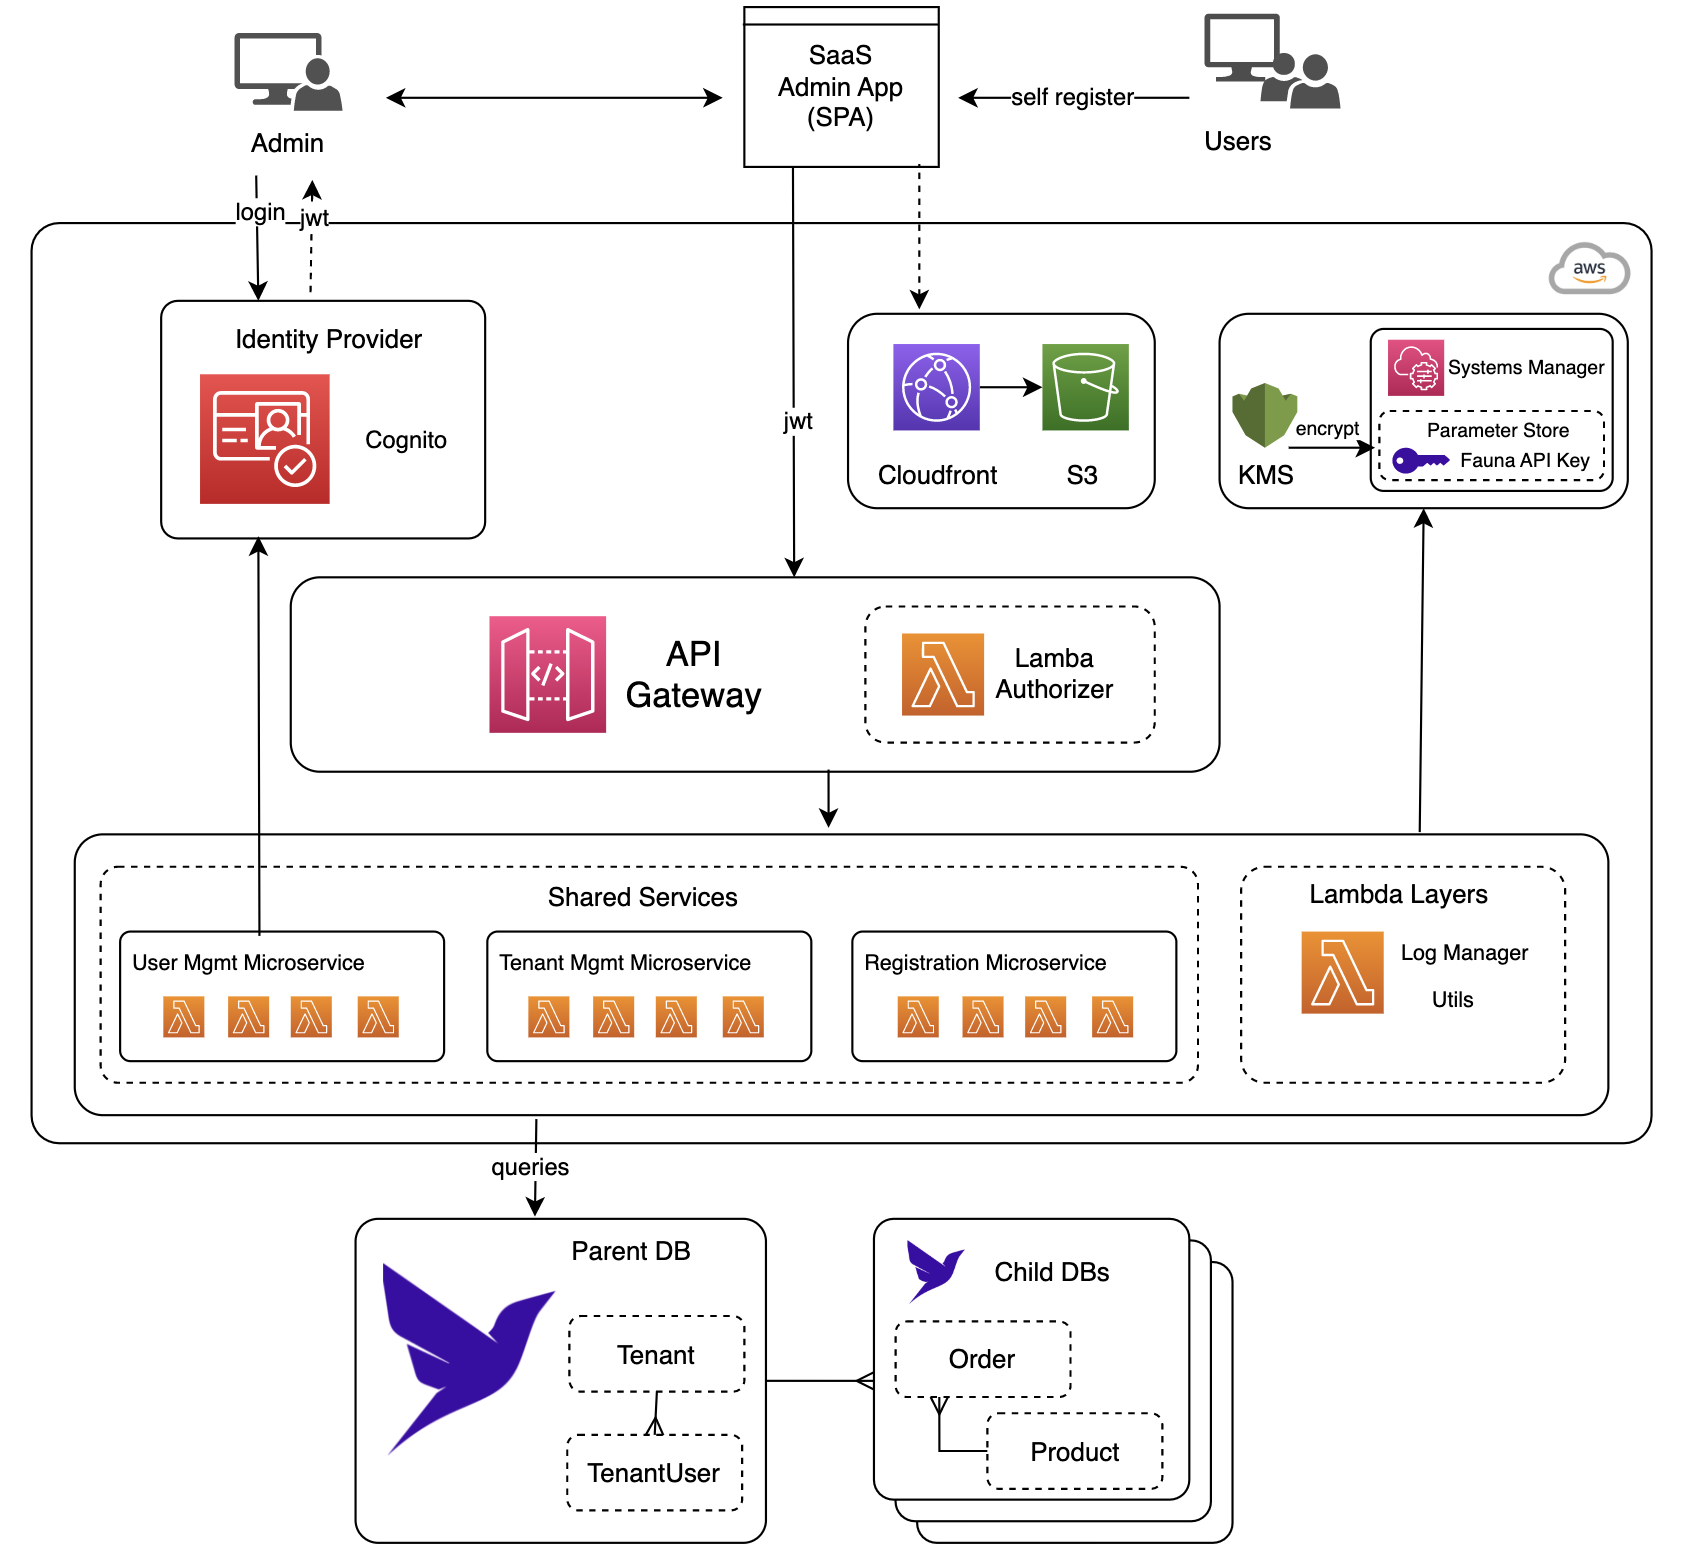 SaaS
Admin App
(SPA)
self register
Admin
Users
login
jwt
aws
Identity Provider
Cognito
jwt
Cloudfront
S3
Systems Manager
encrypt
Parameter Store
Fauna API Key
KMS
API
Gateway
Lamba
Authorizer
Shared Services
User Mgmt Microservice
Tenant Mgmt Microservice
Registration Microservice
Lambda Layers
Log Manager
Utils
queries
Parent DB
Tenant
TenantUser
Child DBs
Order
Product